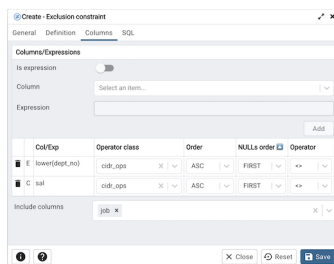 Create - Exclusion constraint
General Definition Columns SQL
Columns/Expressions
Is expression
Column Select an item...
Expression
Add
Col/Exp Operator class Order NULLs order Operator
E lower(dept_no) cidr_ops ASC FIRST <>
C sal cidr_ops ASC FIRST <>
Include columns job ×
Close Reset Save